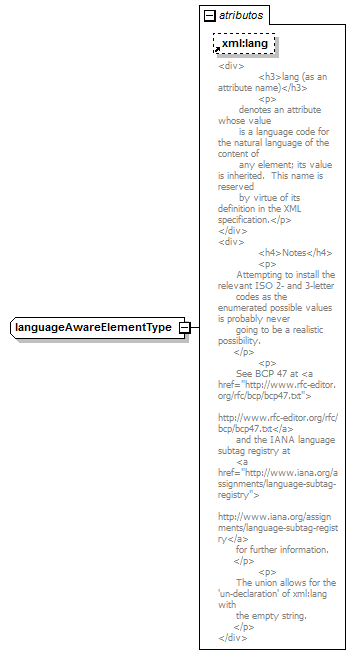 atributos
xml:lang
<div>
<h3>lang (as an
attribute name)</h3>
<p>
denotes an attribute
whose value
is a language code for
the natural language of the
content of
any element; its value
is inherited.  This name is
reserved
by virtue of its
definition in the XML
specification.</p>
</div>
<div>
<h4>Notes</h4>
<p>
Attempting to install the
relevant ISO 2- and 3-letter
codes as the
enumerated possible values
is probably never
going to be a realistic
possibility.
</p>
<p>
See BCP 47 at <a
href="http://www.rfc-editor.
org/rfc/bcp/bcp47.txt">
http://www.rfc-editor.org/rfc/
bcp/bcp47.txt</a>
and the IANA language
subtag registry at
<a
href="http://www.iana.org/a
ssignments/language-subtag-
registry">
http://www.iana.org/assign
ments/language-subtag-regist
ry</a>
for further information.
</p>
<p>
The union allows for the
'un-declaration' of xml:lang
with
the empty string.
</p>
</div>
languageAwareElementType